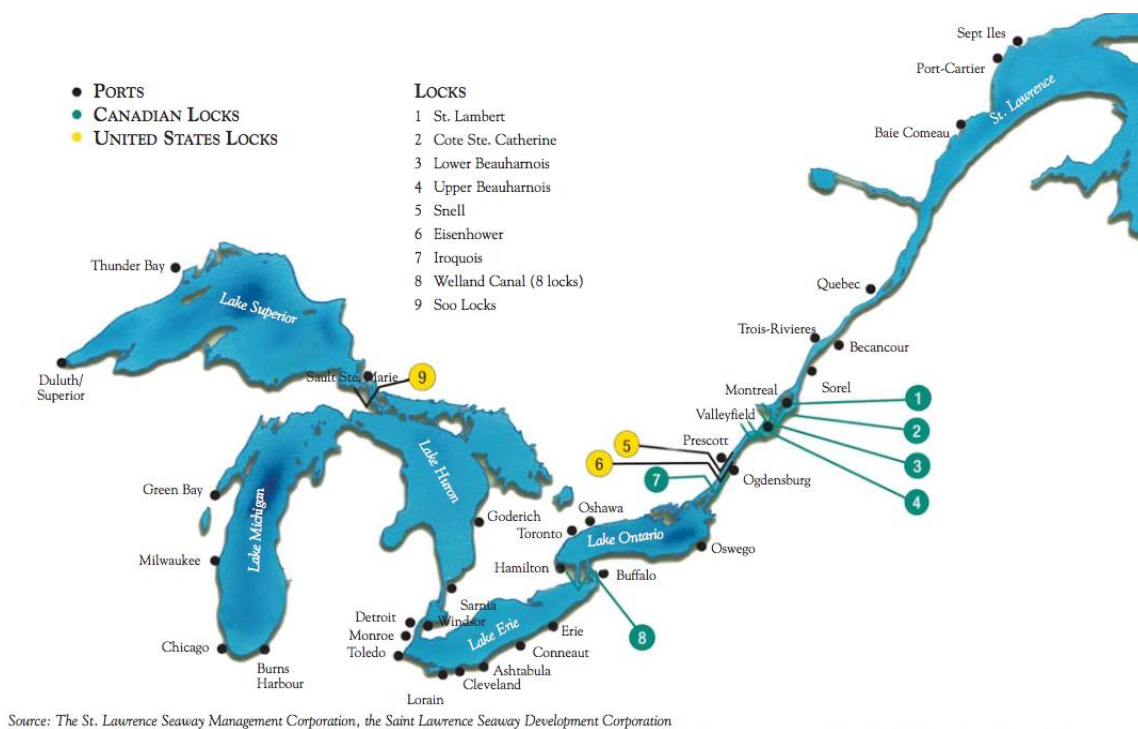 PORTS
CANADIAN LOCKS
UNITED STATES LOCKS
LOCKS
1 St. Lambert
2 Cote Ste. Catherine
3 Lower Beauharnois
4 Upper Beauharnois
5 Snell
6 Eisenhower
7 Iroquois
8 Welland Canal (8 locks)
9 Soo Locks
Sept Iles
Port-Cartier
St. Lawrence
Baie Comeau
Thunder Bay
Lake Superior
Quebec
Trois-Rivieres
Becancour
Duluth/
Superior
Sault Ste. Marie
9
Sorel
Montreal
1
Valleyfield
2
Prescott
5
3
6
Ogdensburg
7
4
Green Bay
Lake Michigan
Lake Huron
Goderich
Oshawa
Toronto
Lake Ontario
Oswego
Milwaukee
Hamilton
Buffalo
Sarnia
Detroit
Windsor
Monroe
Lake Erie
Erie
8
Chicago
Toledo
Conneaut
Burns
Harbour
Ashtabula
Cleveland
Lorain
Source: The St. Lawrence Seaway Management Corporation, the Saint Lawrence Seaway Development Corporation